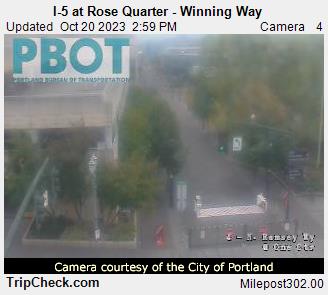 I-5 at Rose Quarter - Winning Way
Updated Oct 20 2023 2:59 PM Camera 4
PBOT
PORTLAND BUREAU OF TRANSPORTATION
Camera courtesy of the City of Portland
TripCheck.com Milepost302.00